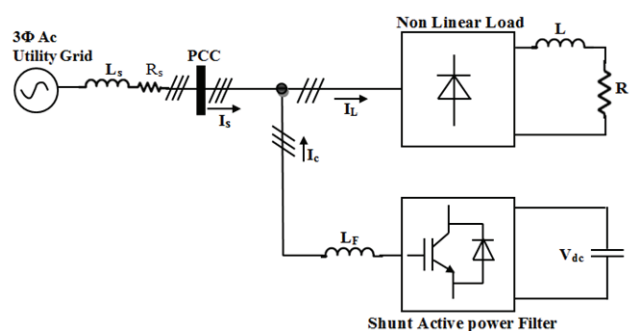 3Φ Ac
Utility Grid
Ls
Rs
PCC
Is
IL
Non Linear Load
L
R
Ic
LF
Vdc
Shunt Active power Filter